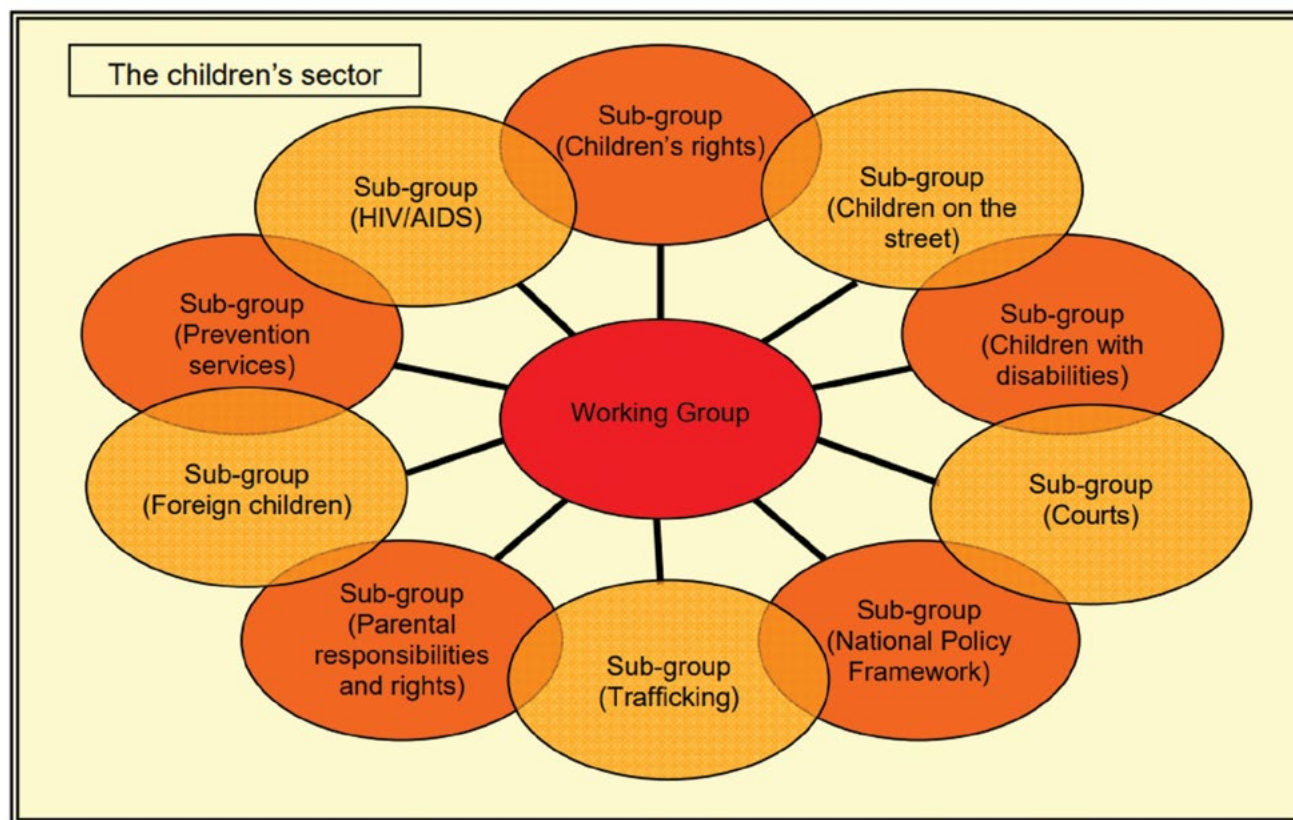 The children's sector
Sub-group
(Children's rights)
Sub-group
(HIV/AIDS)
Sub-group
(Children on the
street)
Sub-group
(Prevention
services)
Sub-group
(Children with
disabilities)
Working Group
Sub-group
(Foreign children)
Sub-group
(Courts)
Sub-group
(Parental
responsibilities
and rights)
Sub-group
(National Policy
Framework)
Sub-group
(Trafficking)